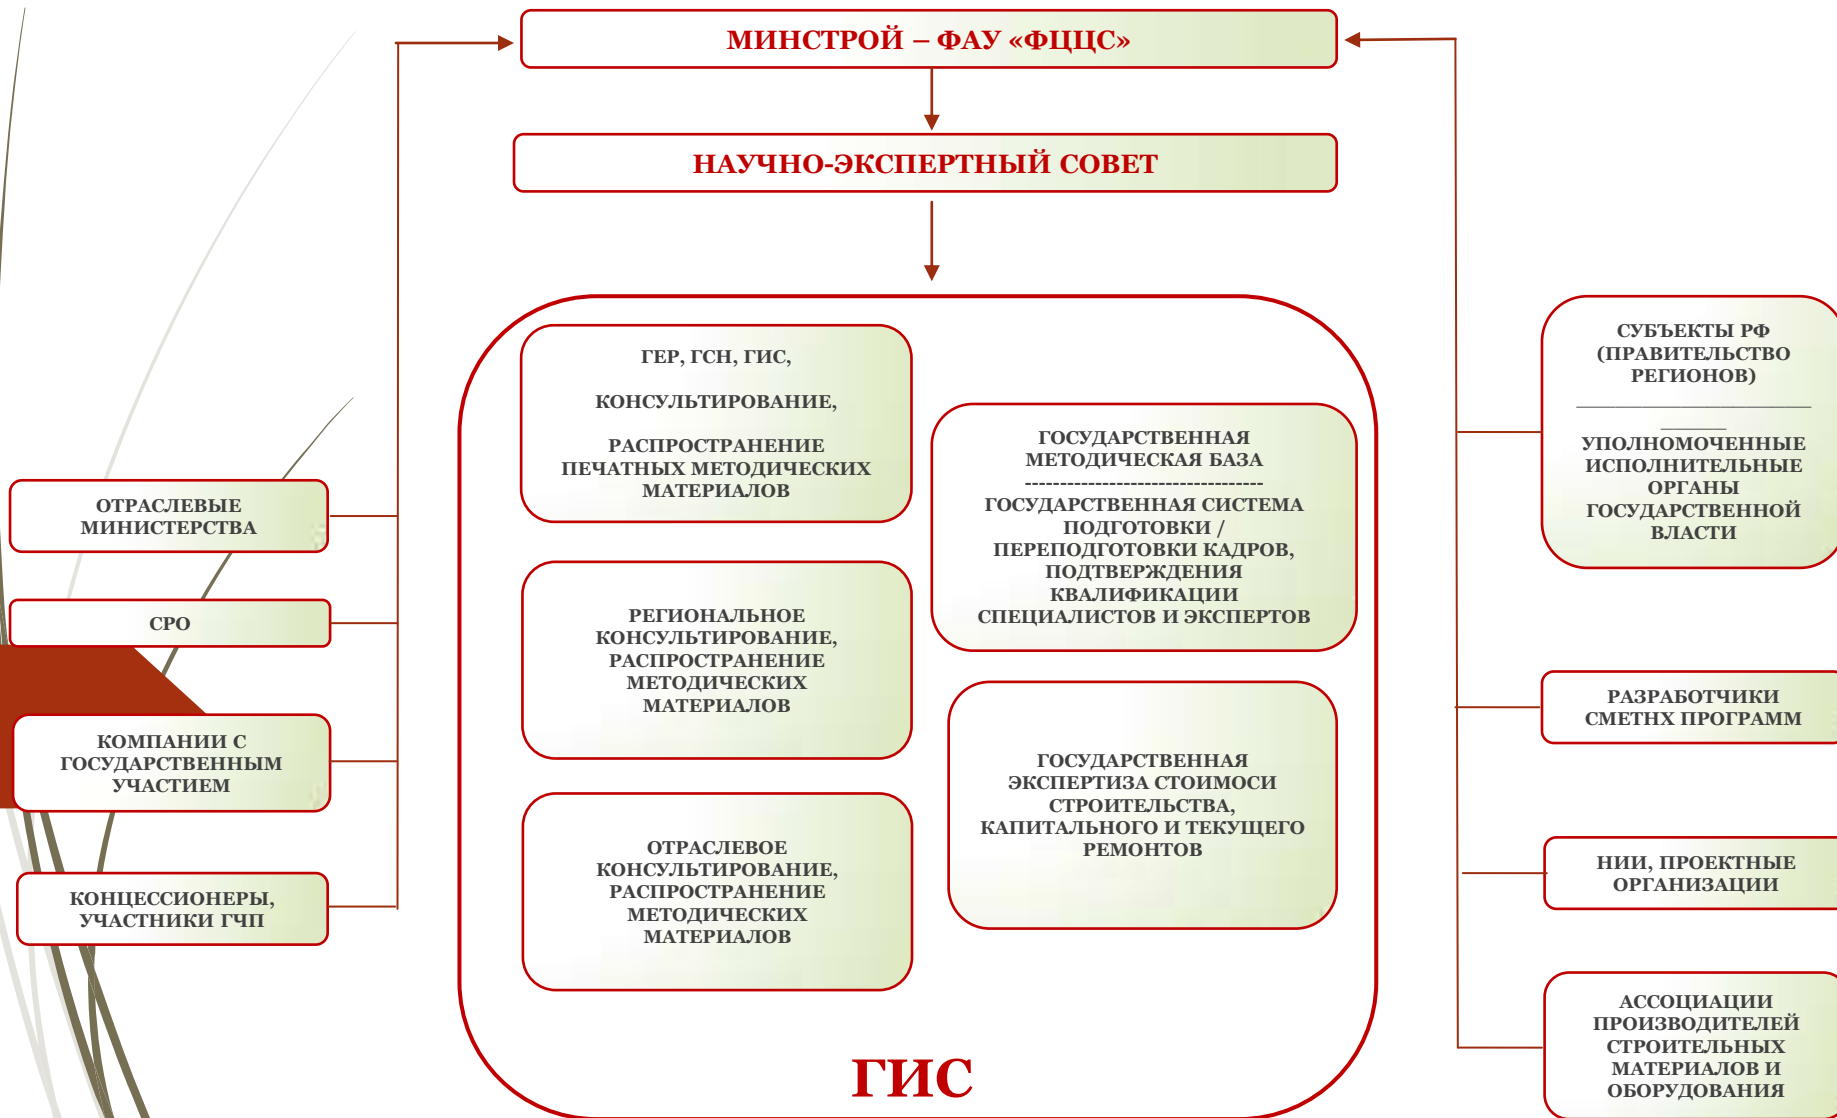 МИНСТРОЙ – ФАУ «ФЦЦС»
НАУЧНО-ЭКСПЕРТНЫЙ СОВЕТ
ОТРАСЛЕВЫЕ
МИНИСТЕРСТВА
СРО
КОМПАНИИ С
ГОСУДАРСТВЕННЫМ
УЧАСТИЕМ
КОНЦЕССИОНЕРЫ,
УЧАСТНИКИ ГЧП
ГЕР, ГСН, ГИС,
КОНСУЛЬТИРОВАНИЕ,
РАСПРОСТРАНЕНИЕ
ПЕЧАТНЫХ МЕТОДИЧЕСКИХ
МАТЕРИАЛОВ
РЕГИОНАЛЬНОЕ
КОНСУЛЬТИРОВАНИЕ,
РАСПРОСТРАНЕНИЕ
МЕТОДИЧЕСКИХ
МАТЕРИАЛОВ
ОТРАСЛЕВОЕ
КОНСУЛЬТИРОВАНИЕ,
РАСПРОСТРАНЕНИЕ
МЕТОДИЧЕСКИХ
МАТЕРИАЛОВ
ГОСУДАРСТВЕННАЯ
МЕТОДИЧЕСКАЯ БАЗА
----------------------------------
ГОСУДАРСТВЕННАЯ СИСТЕМА
ПОДГОТОВКИ /
ПЕРЕПОДГОТОВКИ КАДРОВ,
ПОДТВЕРЖДЕНИЯ
КВАЛИФИКАЦИИ
СПЕЦИАЛИСТОВ И ЭКСПЕРТОВ
ГОСУДАРСТВЕННАЯ
ЭКСПЕРТИЗА СТОИМОСИ
СТРОИТЕЛЬСТВА,
КАПИТАЛЬНОГО И ТЕКУЩЕГО
РЕМОНТОВ
ГИС
СУБЪЕКТЫ РФ
(ПРАВИТЕЛЬСТВО
РЕГИОНОВ)
УПОЛНОМОЧЕННЫЕ
ИСПОЛНИТЕЛЬНЫЕ
ОРГАНЫ
ГОСУДАРСТВЕННОЙ
ВЛАСТИ
РАЗРАБОТЧИКИ
СМЕТНХ ПРОГРАММ
НИИ, ПРОЕКТНЫЕ
ОРГАНИЗАЦИИ
АССОЦИАЦИИ
ПРОИЗВОДИТЕЛЕЙ
СТРОИТЕЛЬНЫХ
МАТЕРИАЛОВ И
ОБОРУДОВАНИЯ